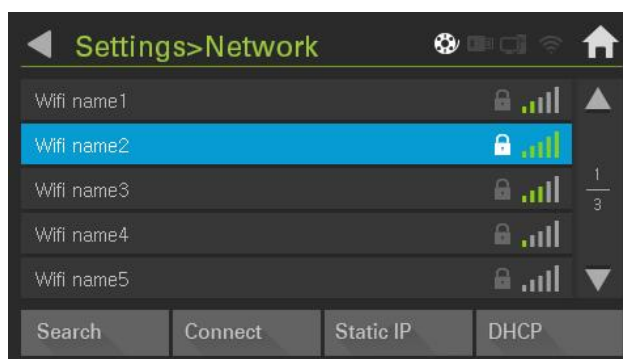 Settings>Network
Wifi name1
Wifi name2
Wifi name3
Wifi name4
Wifi name5
1
3
Search Connect Static IP DHCP